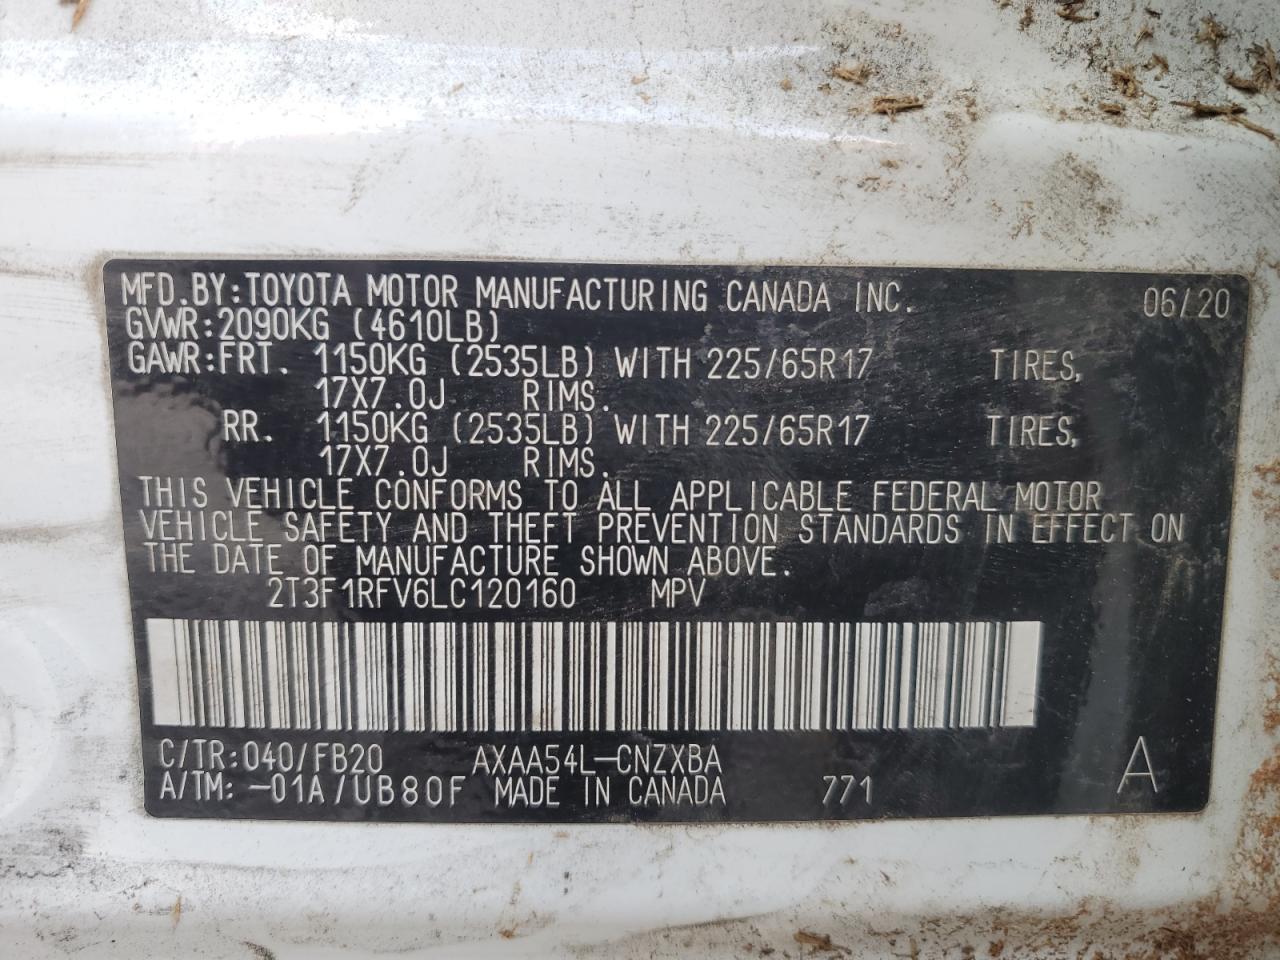 MFD.BY:TOYOTA MOTOR MANUFACTURING CANADA INC. 06/20
GVWR:2090KG (4610LB)
GAWR:FRT. 1150KG (2535LB) WITH 225/65R17 TIRES,
17X7.0J RIMS.
RR. 1150KG (2535LB) WITH 225/65R17 TIRES,
17X7.0J RIMS.
THIS VEHICLE CONFORMS TO ALL APPLICABLE FEDERAL MOTOR
VEHICLE SAFETY AND THEFT PREVENTION STANDARDS IN EFFECT ON
THE DATE OF MANUFACTURE SHOWN ABOVE.
2T3F1RFV6LC120160 MPV
C/TR:040/FB20 AXAA54L-CNZXBA
A/TM:-01A/UB80F MADE IN CANADA 771 A